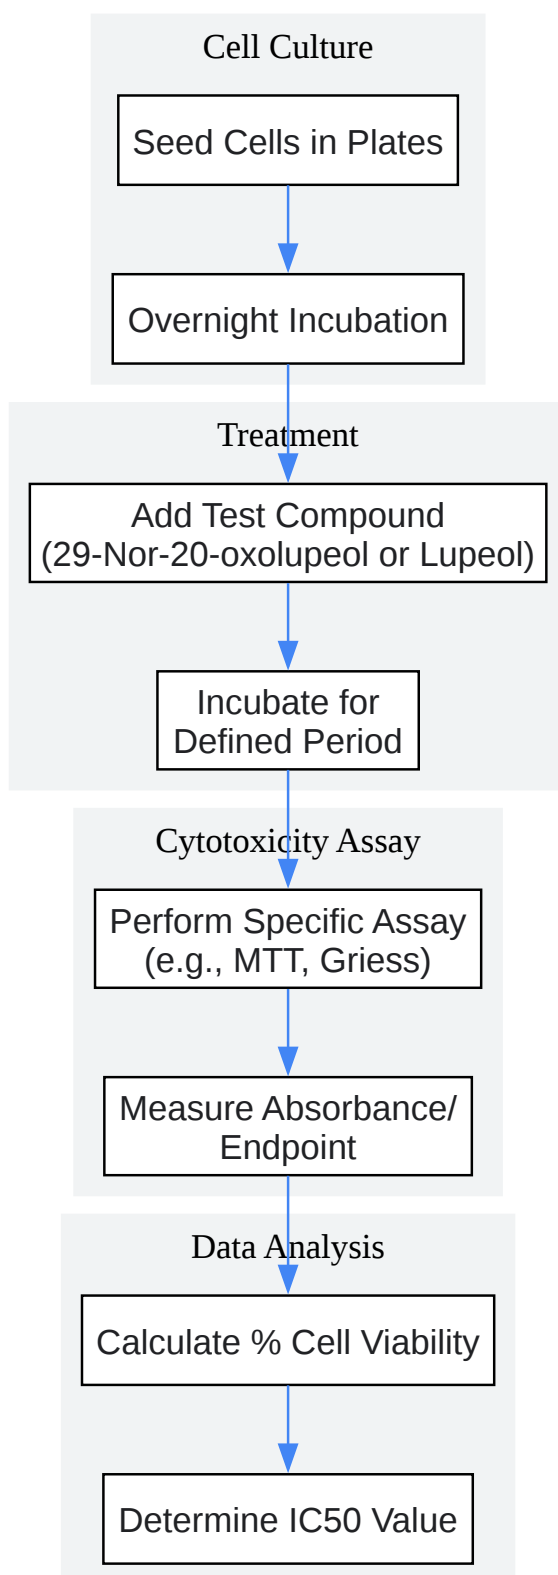 Cell Culture
Seed Cells in Plates
Overnight Incubation
Treatment
Add Test Compound
(29-Nor-20-oxolupeol or Lupeol)
Incubate for
Defined Period
Cytotoxicity Assay
Perform Specific Assay
(e.g., MTT, Griess)
Measure Absorbance/
Endpoint
Data Analysis
Calculate % Cell Viability
Determine IC50 Value